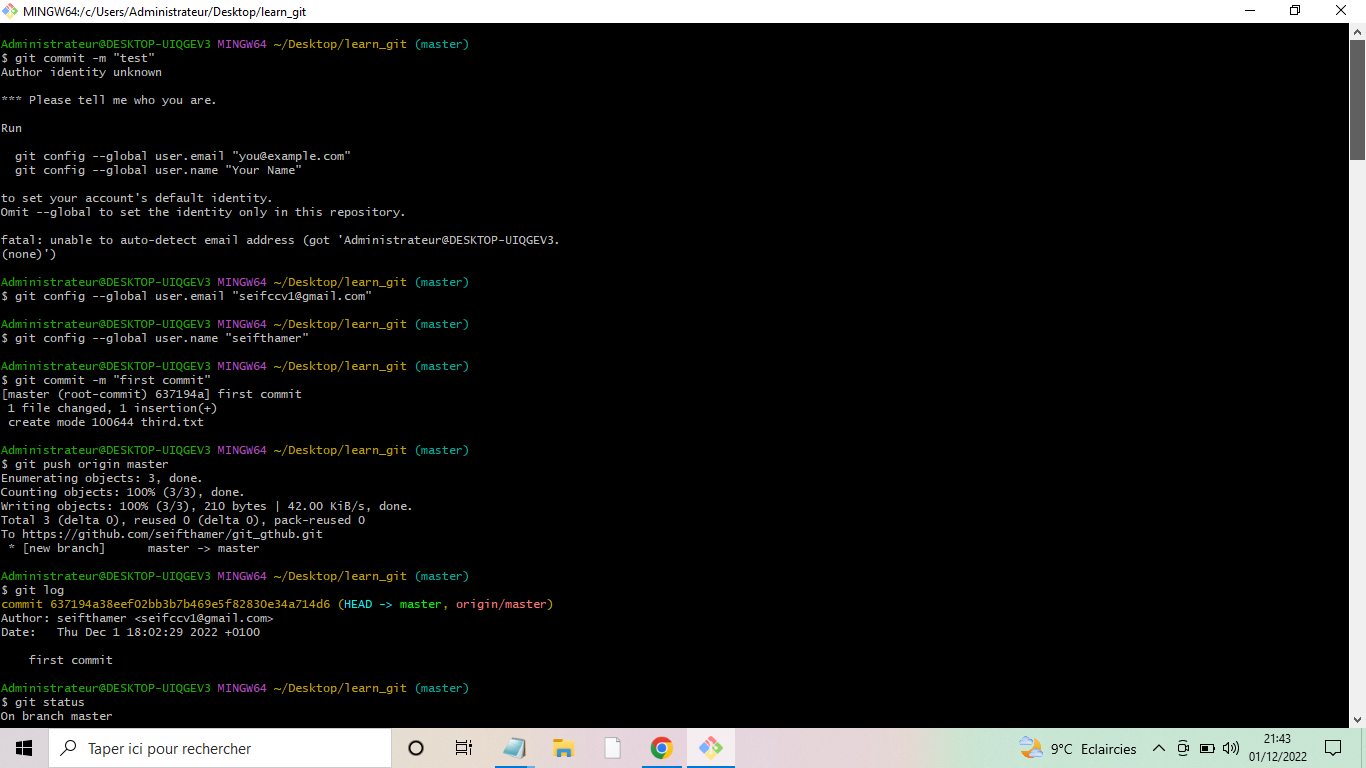 MINGW64:/c/Users/Administrateur/Desktop/learn_git
Administrateur@DESKTOP-UIQGEV3 MINGW64 ~/Desktop/learn_git (master)
$ git commit -m "test"
Author identity unknown
*** Please tell me who you are.
Run
git config --global user.email "you@example.com"
git config --global user.name "Your Name"
to set your account's default identity.
Omit --global to set the identity only in this repository.
fatal: unable to auto-detect email address (got 'Administrateur@DESKTOP-UIQGEV3.
(none)')
Administrateur@DESKTOP-UIQGEV3 MINGW64 ~/Desktop/learn_git (master)
$ git config --global user.email "seifccv1@gmail.com"
Administrateur@DESKTOP-UIQGEV3 MINGW64 ~/Desktop/learn_git (master)
$ git config --global user.name "seifthamer"
Administrateur@DESKTOP-UIQGEV3 MINGW64 ~/Desktop/learn_git (master)
$ git commit -m "first commit"
[master (root-commit) 637194a] first commit
1 file changed, 1 insertion(+)
create mode 100644 third.txt
Administrateur@DESKTOP-UIQGEV3 MINGW64 ~/Desktop/learn_git (master)
$ git push origin master
Enumerating objects: 3, done.
Counting objects: 100% (3/3), done.
Writing objects: 100% (3/3), 210 bytes | 42.00 KiB/s, done.
Total 3 (delta 0), reused 0 (delta 0), pack-reused 0
To https://github.com/seifthamer/git_gthub.git
* [new branch]      master -> master
Administrateur@DESKTOP-UIQGEV3 MINGW64 ~/Desktop/learn_git (master)
$ git log
commit 637194a38eef02bb3b7b469e5f82830e34a714d6 (HEAD -> master, origin/master)
Author: seifthamer <seifccv1@gmail.com>
Date:   Thu Dec 1 18:02:29 2022 +0100
first commit
Administrateur@DESKTOP-UIQGEV3 MINGW64 ~/Desktop/learn_git (master)
$ git status
On branch master
Taper ici pour rechercher
9°C Eclaircies
21:43
01/12/2022